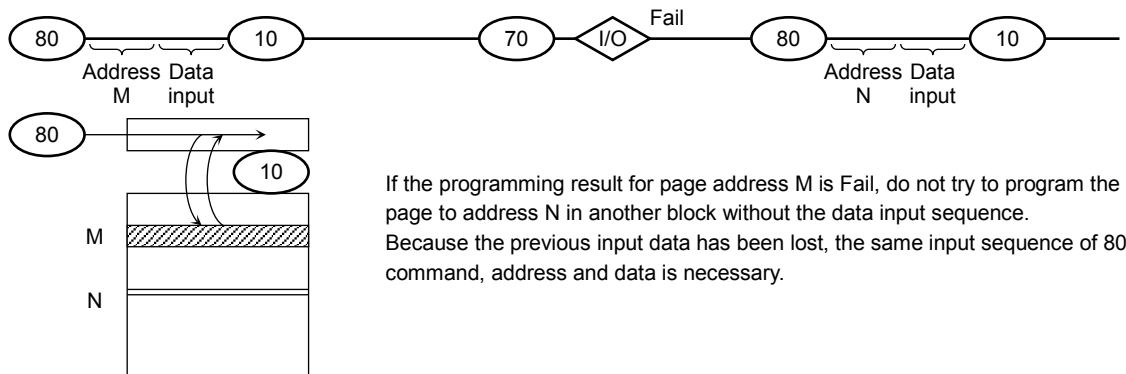 Fail
80 10 70 I/O 80 10
Address Data Address Data
M input N input
80
10
If the programming result for page address M is Fail, do not try to program the
page to address N in another block without the data input sequence.
M
Because the previous input data has been lost, the same input sequence of 80
command, address and data is necessary.
N